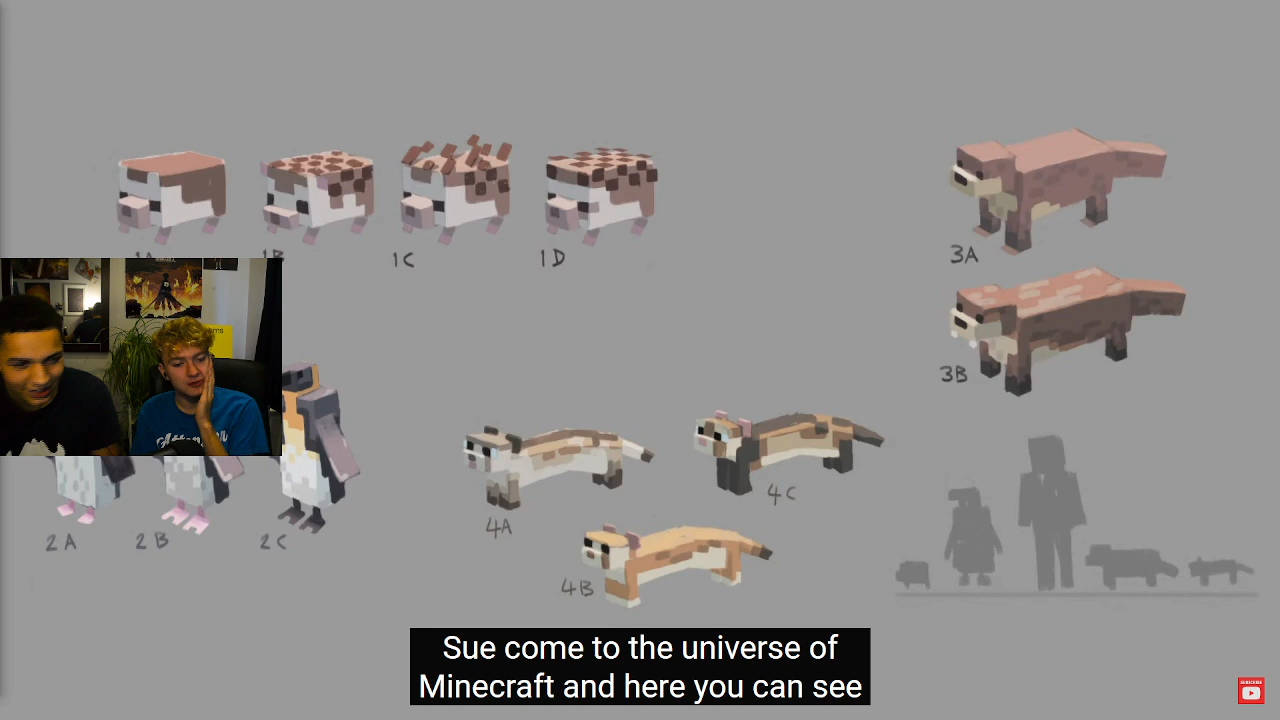 1C
1D
3A
3B
2A
2B
2C
4A
4C
4B
Sue come to the universe of
Minecraft and here you can see
SUBSCRIBE